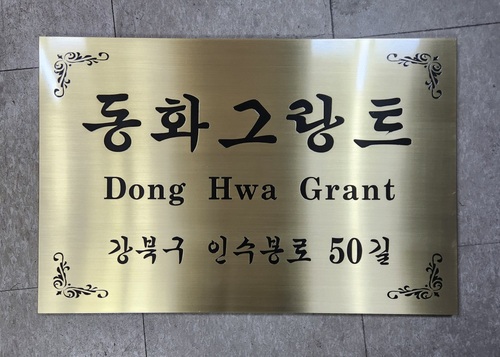 동화그랑트
Dong Hwa Grant
강북구 인수봉로 50길